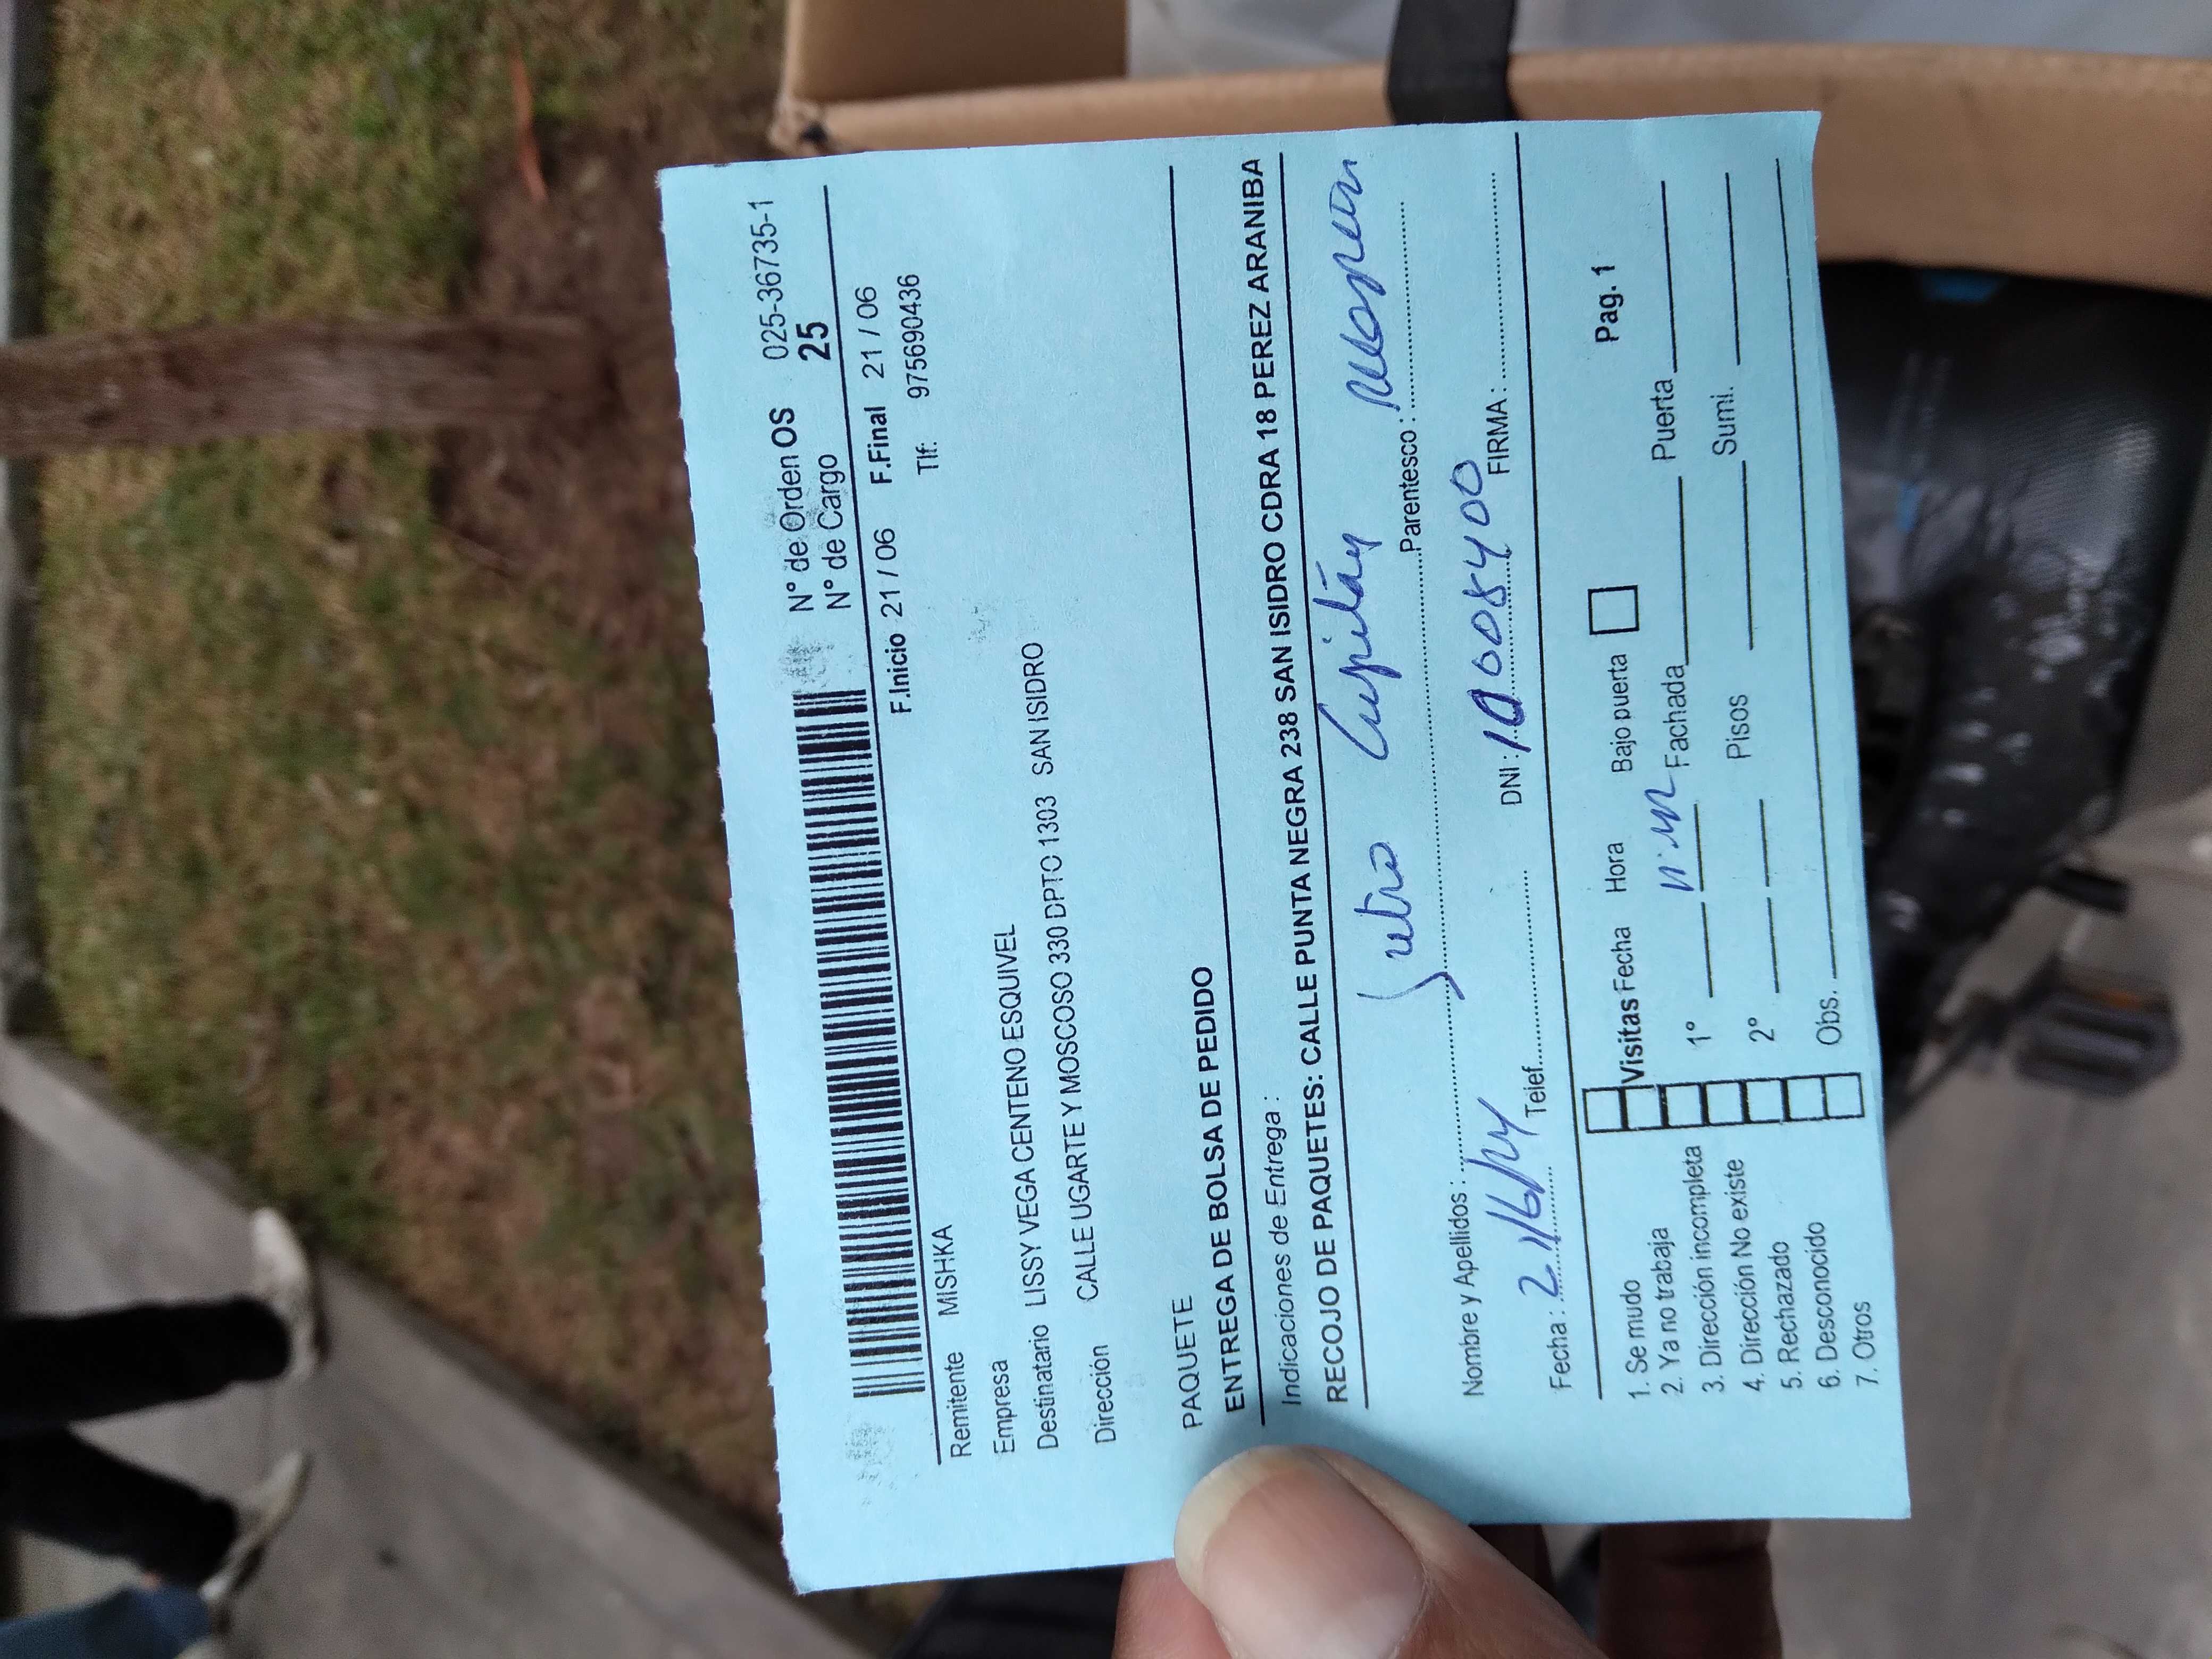 N° de Orden OS 025-36735-1
N° de Cargo 25
F.Inicio 21 / 06 F.Final 21 / 06
Remitente MISHKA Tlf: 975690436
Empresa
Destinatario LISSY VEGA CENTENO ESQUIVEL
Dirección CALLE UGARTE Y MOSCOSO 330 DPTO 1303 SAN ISIDRO
PAQUETE
ENTREGA DE BOLSA DE PEDIDO
Indicaciones de Entrega :
RECOJO DE PAQUETES: CALLE PUNTA NEGRA 238 SAN ISIDRO CDRA 18 PEREZ ARANIBA
Nombre y Apellidos : Parentesco :
Fecha : 21/6/24 Telef. DNI : 10008400 FIRMA :
1. Se mudo Visitas Fecha Hora Bajo puerta Pag. 1
2. Ya no trabaja
3. Dirección incompleta 1° Fachada Puerta
4. Dirección No existe
5. Rechazado 2° Pisos Sumi.
6. Desconocido
7. Otros Obs.